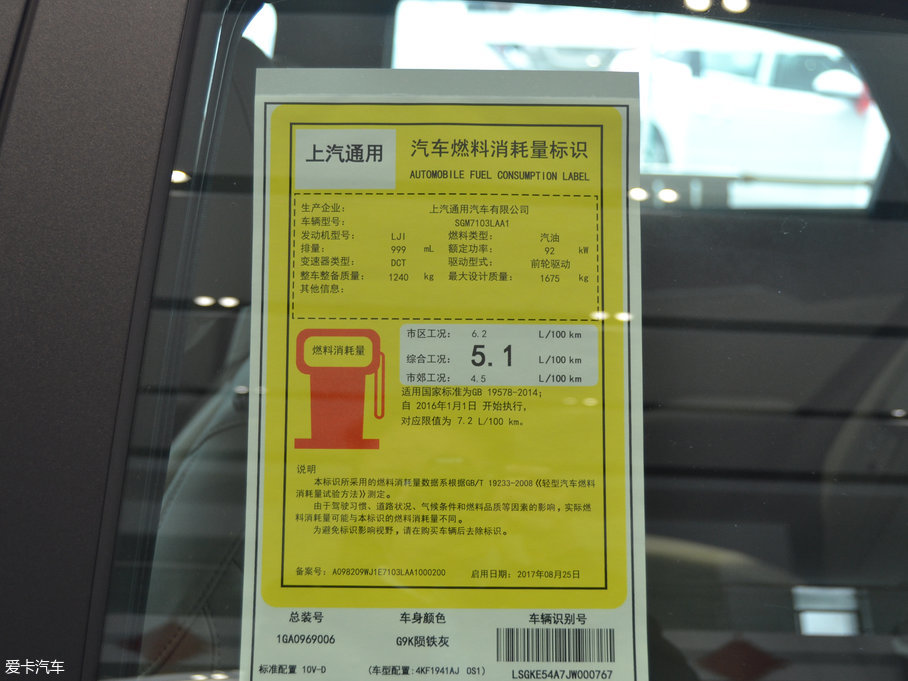 上汽通用
汽车燃料消耗量标识
AUTOMOBILE FUEL CONSUMPTION LABEL
生产企业: 上汽通用汽车有限公司
车辆型号: SGM7103LAA1
发动机型号: LJI 燃料类型: 汽油
排量: 999 mL 额定功率: 92 kW
变速器类型: DCT 驱动型式: 前轮驱动
整车整备质量: 1240 kg 最大设计质量: 1675 kg
其他信息:
燃料消耗量
市区工况: 6.2 L/100 km
综合工况: 5.1 L/100 km
市郊工况: 4.5 L/100 km
适用国家标准为GB 19578-2014;
自 2016年1月1日 开始执行,
对应限值为 7.2 L/100 km。
说明
本标识所采用的燃料消耗量数据系根据GB/T 19233-2008《轻型汽车燃料
消耗量试验方法》测定。
由于驾驶习惯、道路状况、气候条件和燃料品质等因素的影响,实际燃
料消耗量可能与本标识的燃料消耗量不同。
为避免标识影响视野,请在购买车辆后去除标识。
备案号: A098209WJ1E7103LAA1000200 启用日期: 2017年08月25日
总装号 车身颜色 车辆识别号
1GA0969006 G9K陨铁灰
标准配置 10V-D (车型配置:4KF1941AJ 0S1) LSGKE54A7JW000767
爱卡汽车